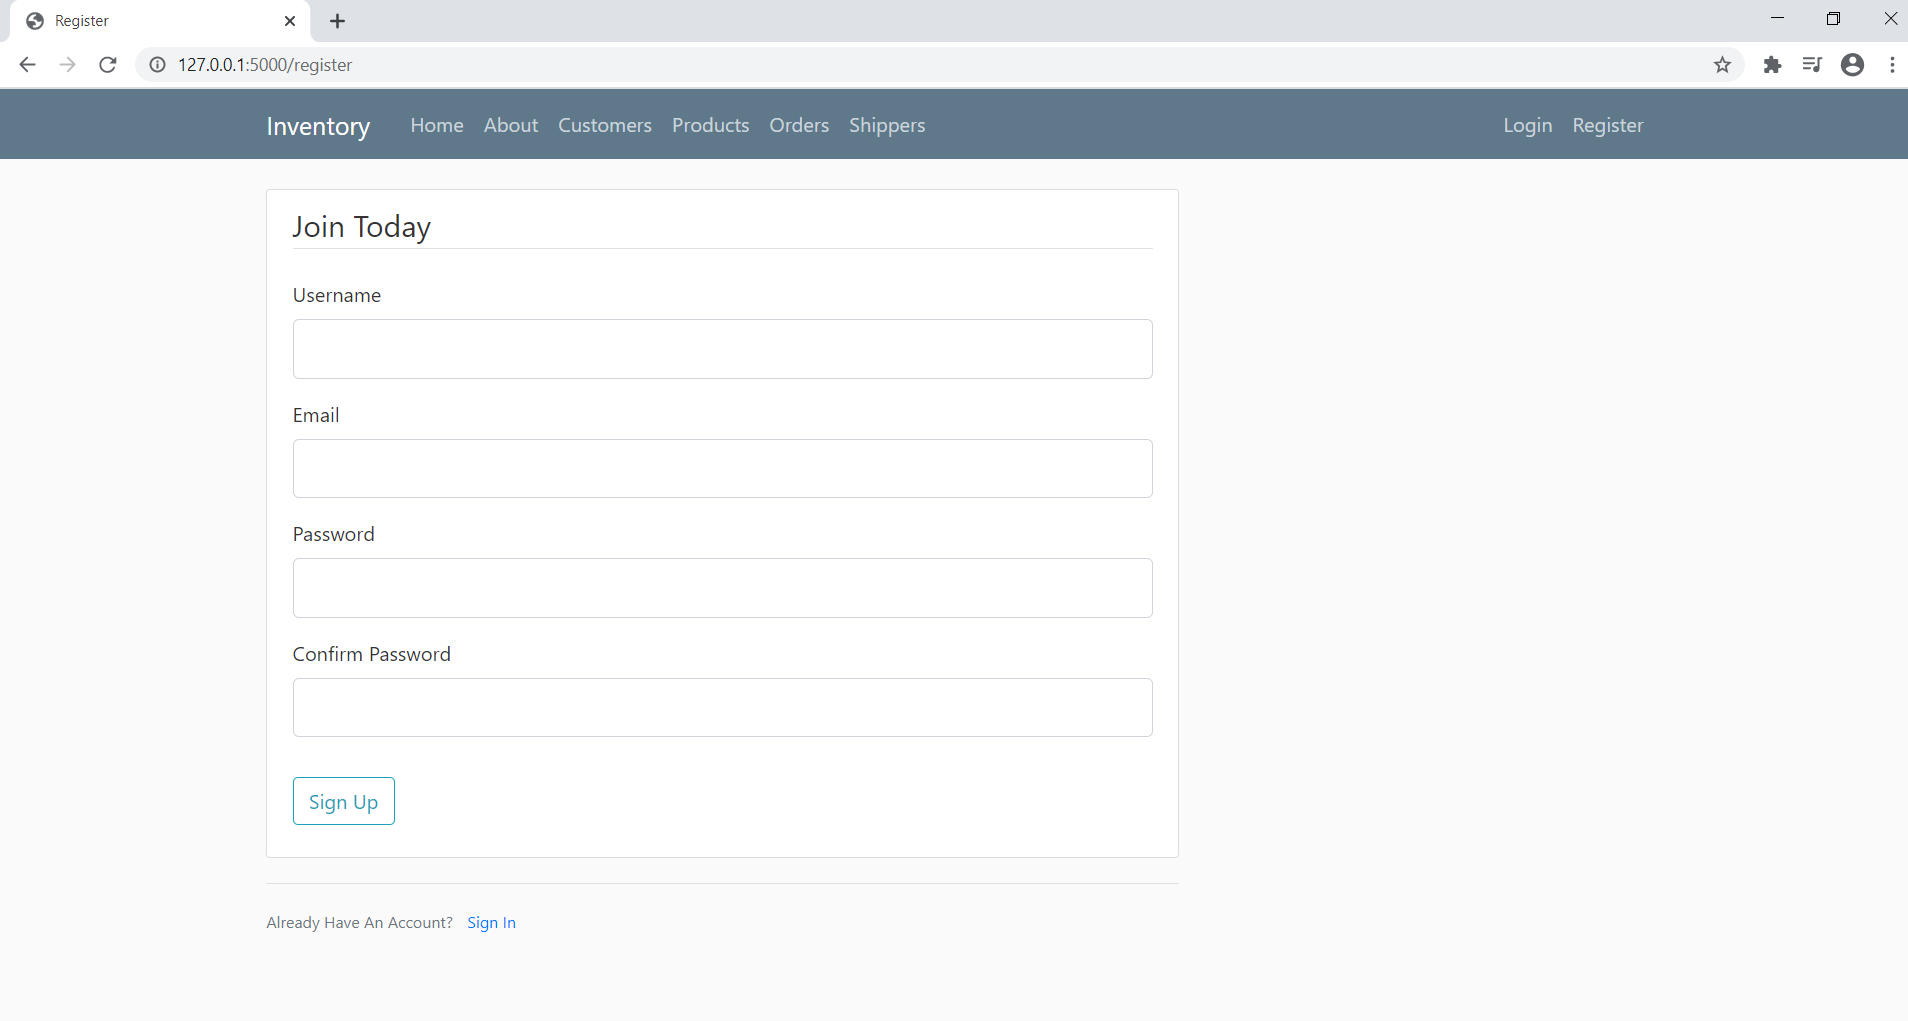 Register
127.0.0.1:5000/register
Inventory Home About Customers Products Orders Shippers Login Register
Join Today
Username
Email
Password
Confirm Password
Sign Up
Already Have An Account? Sign In